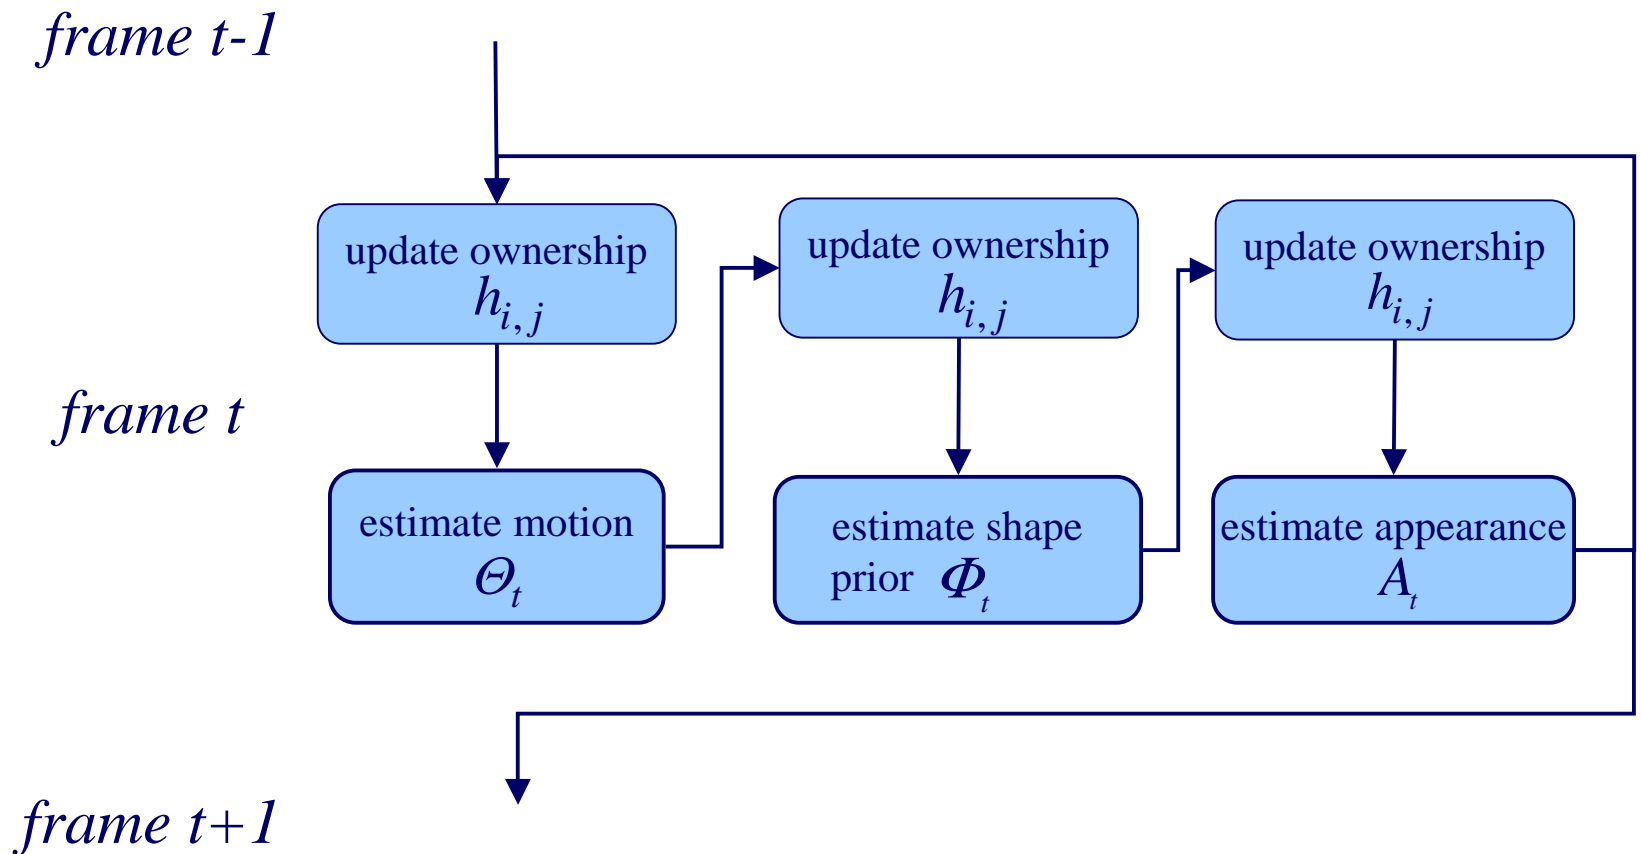 frame t-1
update ownership
h_{i,j}
update ownership
h_{i,j}
update ownership
h_{i,j}
frame t
estimate motion
Θ_t
estimate shape
prior Φ_t
estimate appearance
A_t
frame t+1